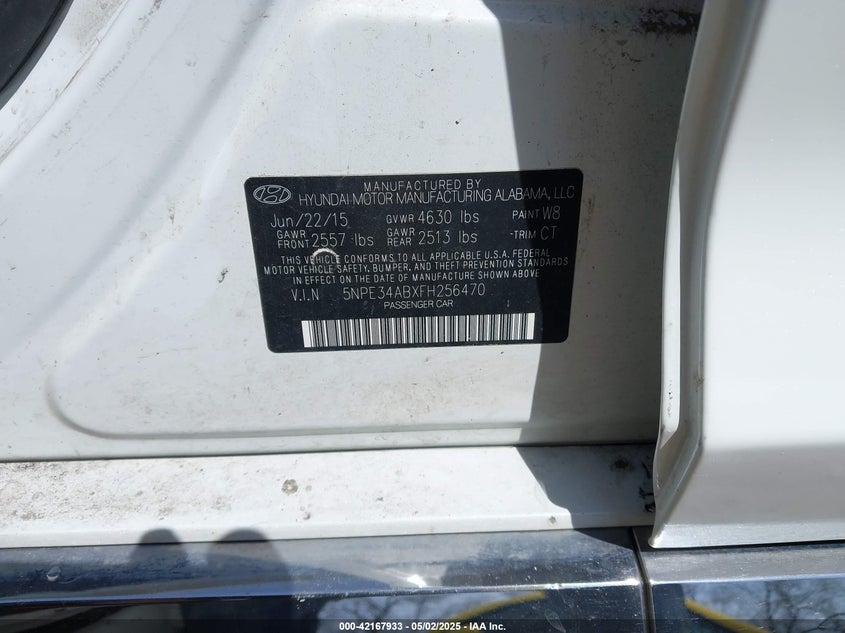 MANUFACTURED BY
HYUNDAI MOTOR MANUFACTURING ALABAMA, LLC
Jun/22/15 GVWR 4630 lbs PAINT W8
GAWR FRONT 2557 lbs GAWR REAR 2513 lbs -TRIM CT
THIS VEHICLE CONFORMS TO ALL APPLICABLE U.S.A. FEDERAL
MOTOR VEHICLE SAFETY, BUMPER, AND THEFT PREVENTION STANDARDS
IN EFFECT ON THE DATE OF MANUFACTURE SHOWN ABOVE.
V.I.N 5NPE34ABXFH256470
PASSENGER CAR
000-42167933 - 05/02/2025 - IAA Inc.